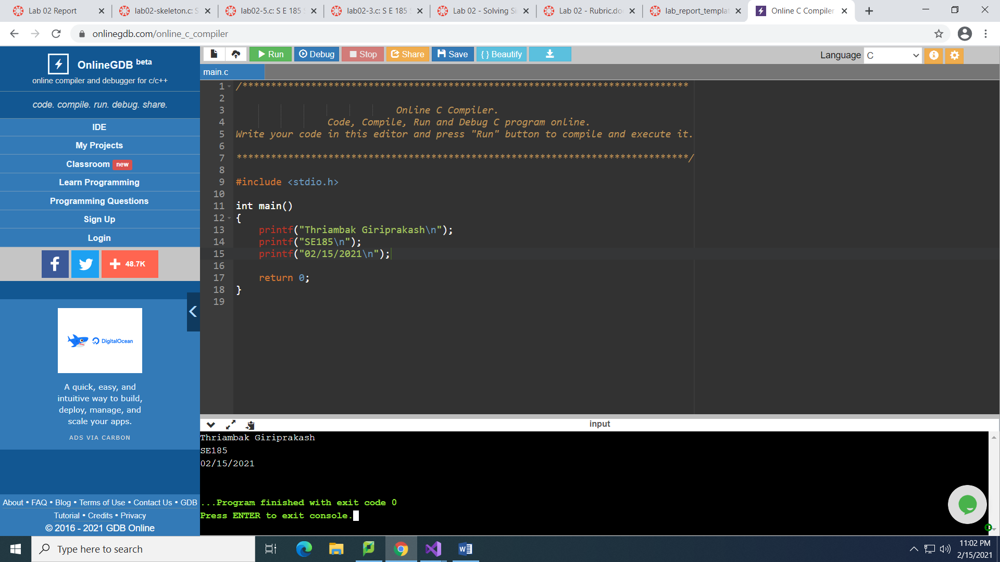 Lab 02 Report
lab02-skeleton.c: S
lab02-5.c: S E 185 S
lab02-3.c: S E 185 S
Lab 02 - Solving Si
Lab 02 - Rubric.do
lab_report_templat
Online C Compiler
onlinegdb.com/online_c_compiler
OnlineGDB beta
online compiler and debugger for c/c++
code. compile. run. debug. share.
IDE
My Projects
Classroom new
Learn Programming
Programming Questions
Sign Up
Login
48.7K
DigitalOcean
A quick, easy, and
intuitive way to build,
deploy, manage, and
scale your apps.
ADS VIA CARBON
About • FAQ • Blog • Terms of Use • Contact Us • GDB
Tutorial • Credits • Privacy
© 2016 - 2021 GDB Online
Run Debug Stop Share Save { } Beautify
Language C
main.c
1 /******************************************************************************
2
3 Online C Compiler.
4 Code, Compile, Run and Debug C program online.
5 Write your code in this editor and press "Run" button to compile and execute it.
6
7 *******************************************************************************/
8
9 #include <stdio.h>
10
11 int main()
12 {
13 printf("Thriambak Giriprakash\n");
14 printf("SE185\n");
15 printf("02/15/2021\n");
16
17 return 0;
18 }
19
input
Thriambak Giriprakash
SE185
02/15/2021
...Program finished with exit code 0
Press ENTER to exit console.
Type here to search
11:02 PM
2/15/2021